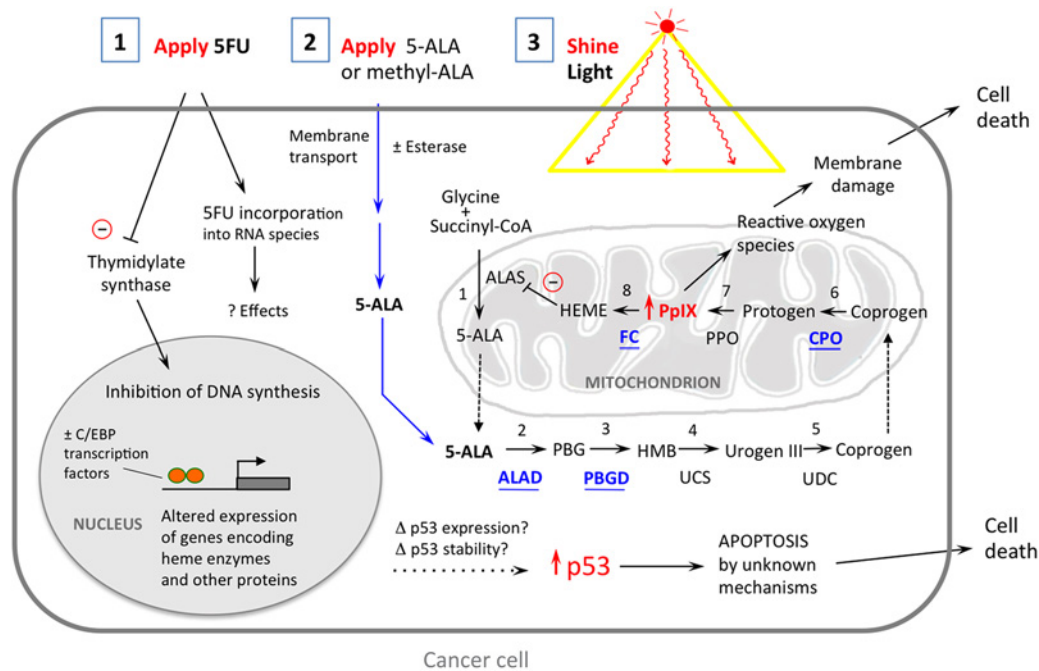 1 Apply 5FU
2 Apply 5-ALA
or methyl-ALA
3 Shine
Light
Cell
death
Membrane
transport
± Esterase
Membrane
damage
Glycine
+
Succinyl-CoA
Reactive oxygen
species
5FU incorporation
into RNA species
−
Thymidylate
synthase
? Effects
5-ALA
1
ALAS
−
HEME
8
PpIX
7
Protogen
6
Coprogen
5-ALA
FC
PPO
CPO
MITOCHONDRION
Inhibition of DNA synthesis
± C/EBP
transcription
factors
NUCLEUS
Altered expression
of genes encoding
heme enzymes
and other proteins
5-ALA
2
PBG
3
HMB
4
Urogen III
5
Coprogen
ALAD
PBGD
UCS
UDC
Δ p53 expression?
Δ p53 stability?
p53
APOPTOSIS
by unknown
mechanisms
Cell
death
Cancer cell